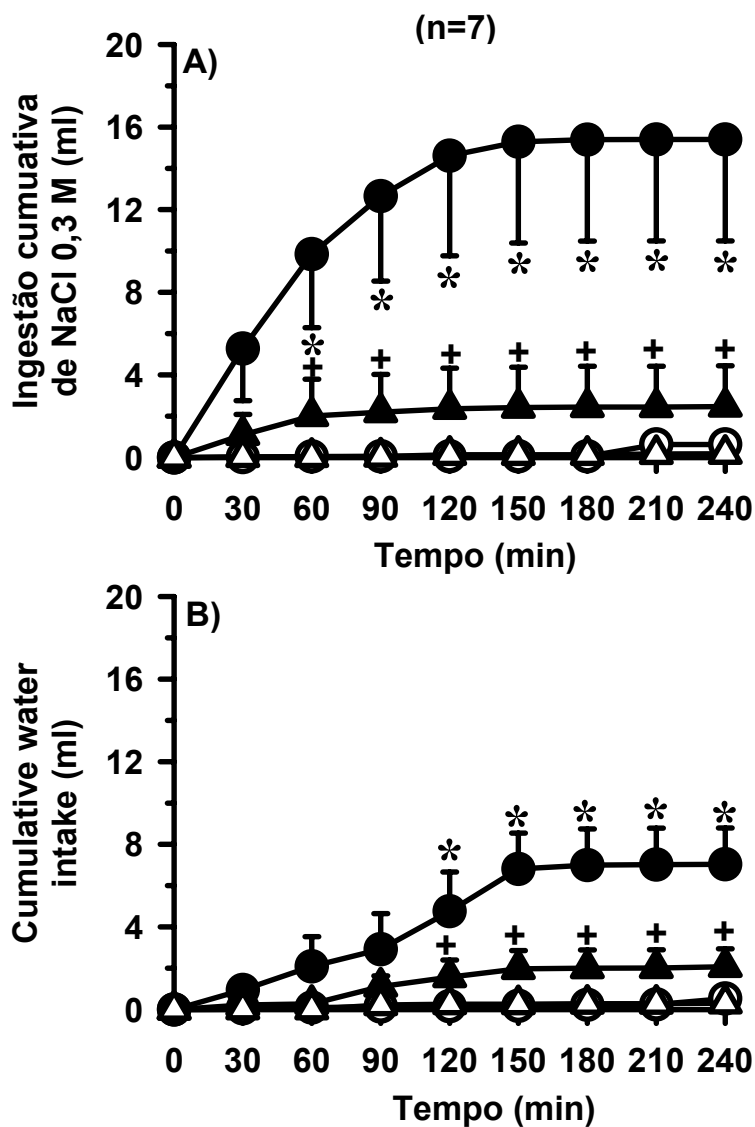 (n=7)
A)
Ingestão cumuativa
de NaCl 0,3 M (ml)
20
16
12
8
4
0
* * * * * * *
+ + + + + + +
0 30 60 90 120 150 180 210 240
Tempo (min)
B)
Cumulative water
intake (ml)
20
16
12
8
4
0
* * * * *
+ + + + +
0 30 60 90 120 150 180 210 240
Tempo (min)